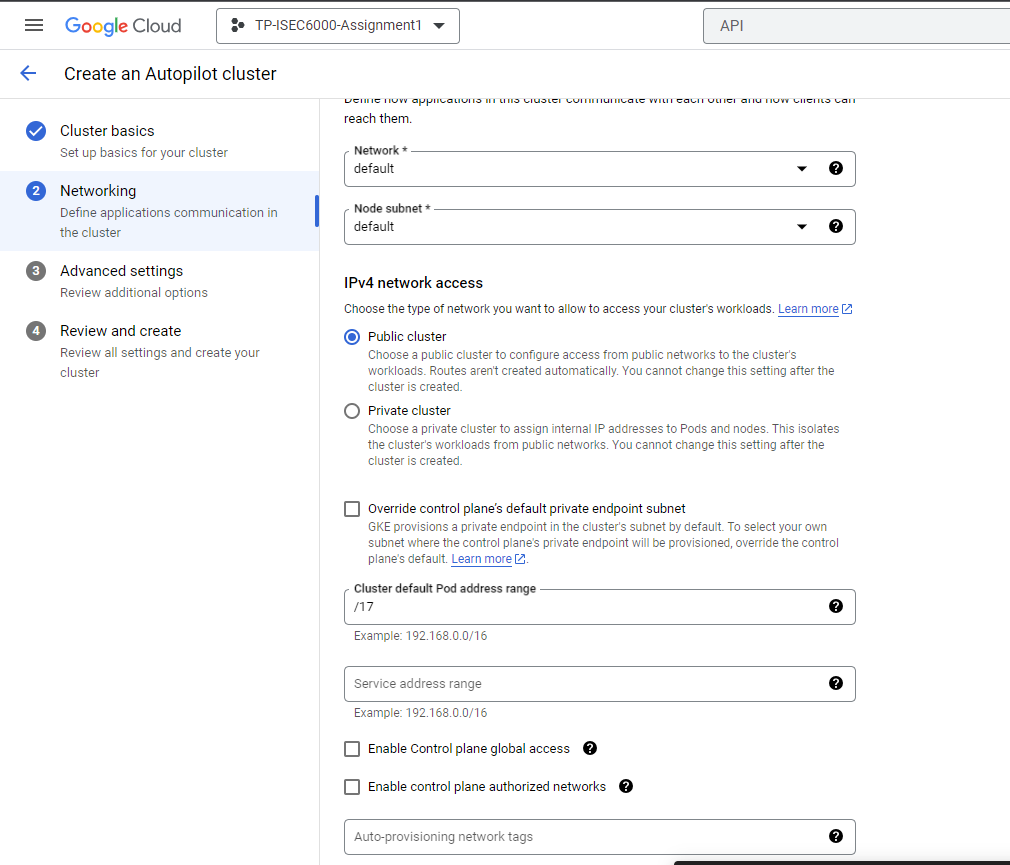 Google Cloud
TP-ISEC6000-Assignment1
API
Create an Autopilot cluster
Cluster basics
Set up basics for your cluster
2
Networking
Define applications communication in
the cluster
3
Advanced settings
Review additional options
4
Review and create
Review all settings and create your
cluster
Define how applications in this cluster communicate with each other and how clients can
reach them.
Network *
default
Node subnet *
default
IPv4 network access
Choose the type of network you want to allow to access your cluster's workloads. Learn more
Public cluster
Choose a public cluster to configure access from public networks to the cluster's
workloads. Routes aren't created automatically. You cannot change this setting after the
cluster is created.
Private cluster
Choose a private cluster to assign internal IP addresses to Pods and nodes. This isolates
the cluster's workloads from public networks. You cannot change this setting after the
cluster is created.
Override control plane's default private endpoint subnet
GKE provisions a private endpoint in the cluster's subnet by default. To select your own
subnet where the control plane's private endpoint will be provisioned, override the control
plane's default. Learn more.
Cluster default Pod address range
/17
Example: 192.168.0.0/16
Service address range
Example: 192.168.0.0/16
Enable Control plane global access
Enable control plane authorized networks
Auto-provisioning network tags